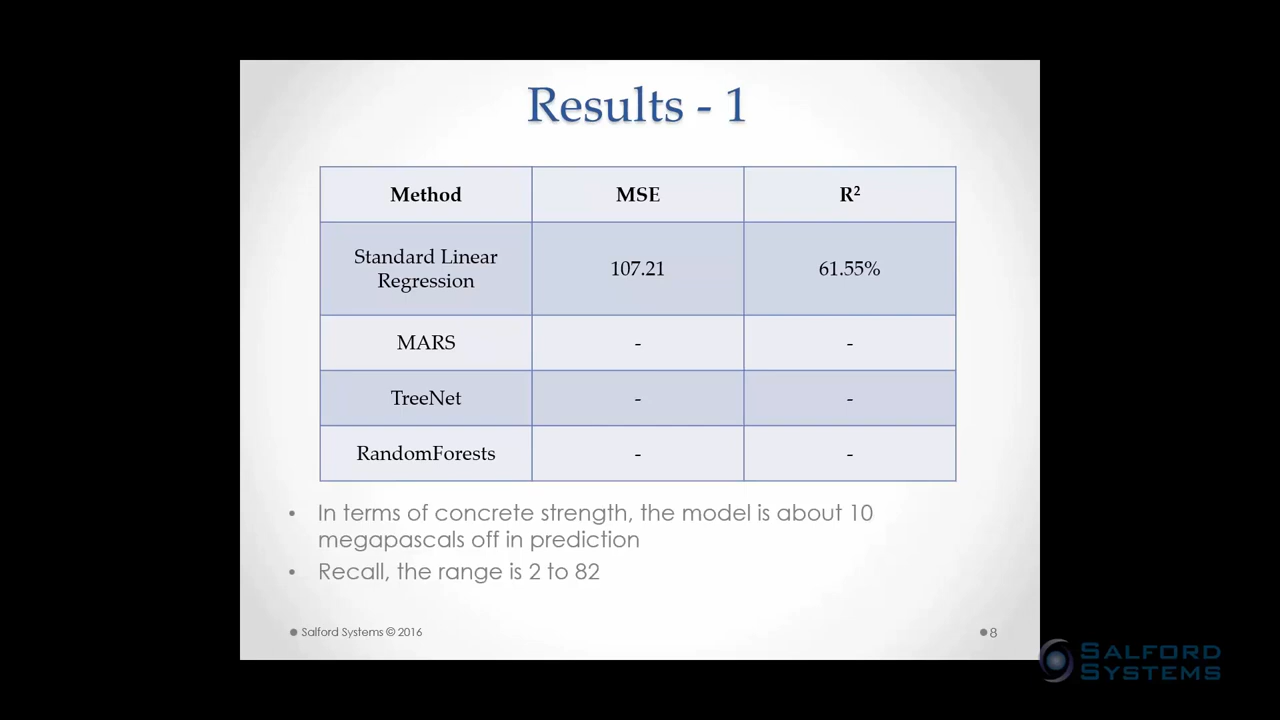 Results - 1
Method MSE R²
Standard Linear
Regression 107.21 61.55%
MARS - -
TreeNet - -
RandomForests - -
• In terms of concrete strength, the model is about 10
megapascals off in prediction
• Recall, the range is 2 to 82
Salford Systems © 2016
8
SALFORD
SYSTEMS